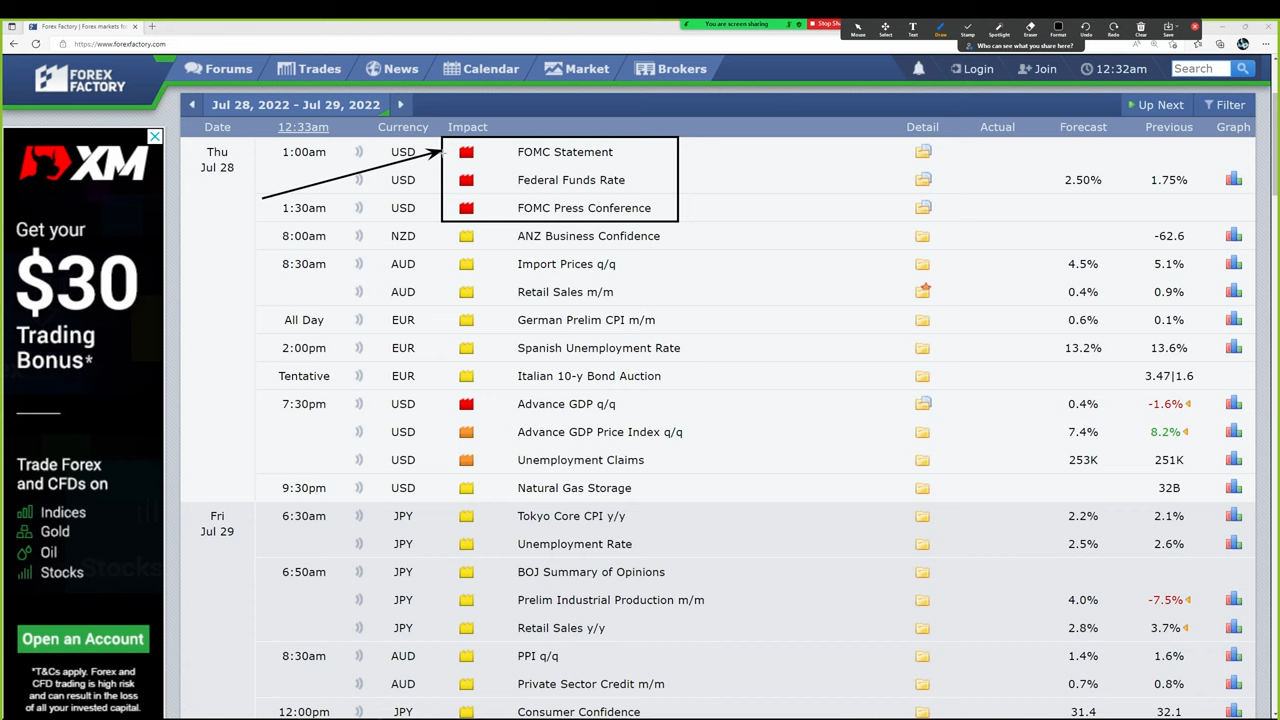 Forex Factory | Forex markets for
You are screen sharing
Stop Shar
Mouse Select Text Draw Stamp Spotlight Eraser Format Undo Redo Clear Save
https://www.forexfactory.com
Who can see what you share here?
FOREX FACTORY
Forums Trades News Calendar Market Brokers Login Join 12:32am Search
Jul 28, 2022 - Jul 29, 2022 Up Next Filter
Date 12:33am Currency Impact Detail Actual Forecast Previous Graph
Thu Jul 28 1:00am USD FOMC Statement
USD Federal Funds Rate 2.50% 1.75%
1:30am USD FOMC Press Conference
8:00am NZD ANZ Business Confidence -62.6
8:30am AUD Import Prices q/q 4.5% 5.1%
AUD Retail Sales m/m 0.4% 0.9%
All Day EUR German Prelim CPI m/m 0.6% 0.1%
2:00pm EUR Spanish Unemployment Rate 13.2% 13.6%
Tentative EUR Italian 10-y Bond Auction 3.47|1.6
7:30pm USD Advance GDP q/q 0.4% -1.6%
USD Advance GDP Price Index q/q 7.4% 8.2%
USD Unemployment Claims 253K 251K
9:30pm USD Natural Gas Storage 32B
Fri Jul 29 6:30am JPY Tokyo Core CPI y/y 2.2% 2.1%
JPY Unemployment Rate 2.5% 2.6%
6:50am JPY BOJ Summary of Opinions
JPY Prelim Industrial Production m/m 4.0% -7.5%
JPY Retail Sales y/y 2.8% 3.7%
8:30am AUD PPI q/q 1.4% 1.6%
AUD Private Sector Credit m/m 0.7% 0.8%
12:00pm JPY Consumer Confidence 31.4 32.1
XM
Get your
$30
Trading
Bonus*
Trade Forex
and CFDs on
Indices
Gold
Oil
Stocks
Stocks
Open an Account
*T&Cs apply. Forex and
CFD trading is high risk
and can result in the loss
of all your invested capital.